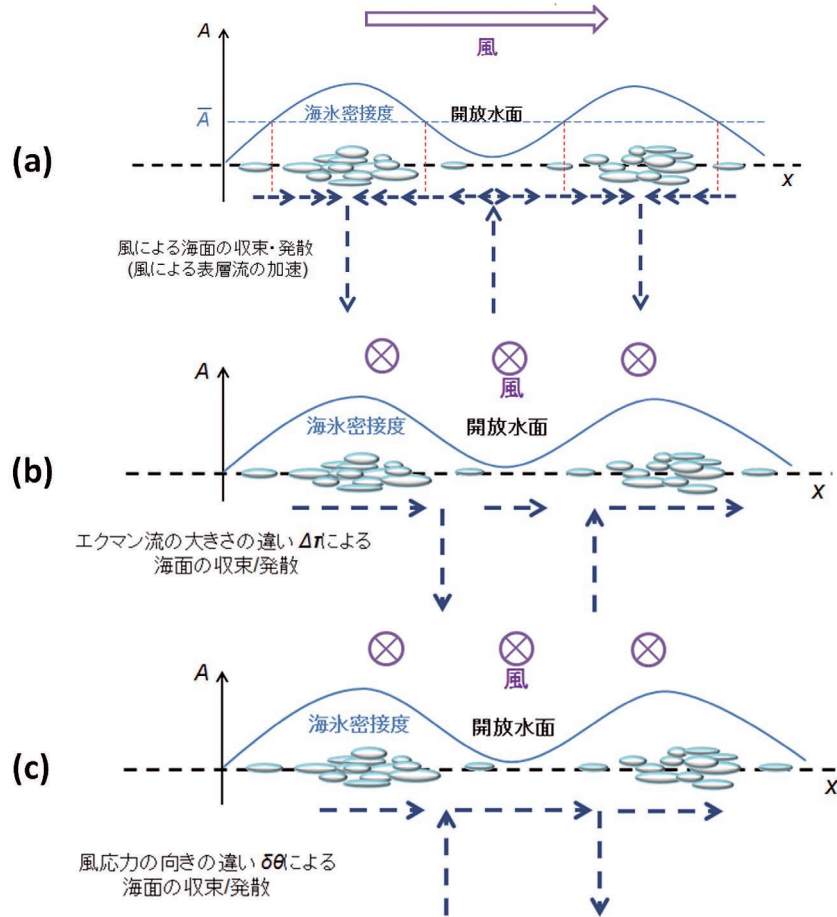 A
風
A̅
海氷密接度
開放水面
(a)
x
風による海面の収束・発散
(風による表層流の加速)
A
風
海氷密接度
開放水面
(b)
x
エクマン流の大きさの違い Δτによる
海面の収束/発散
A
風
海氷密接度
開放水面
(c)
x
風応力の向きの違い δθによる
海面の収束/発散